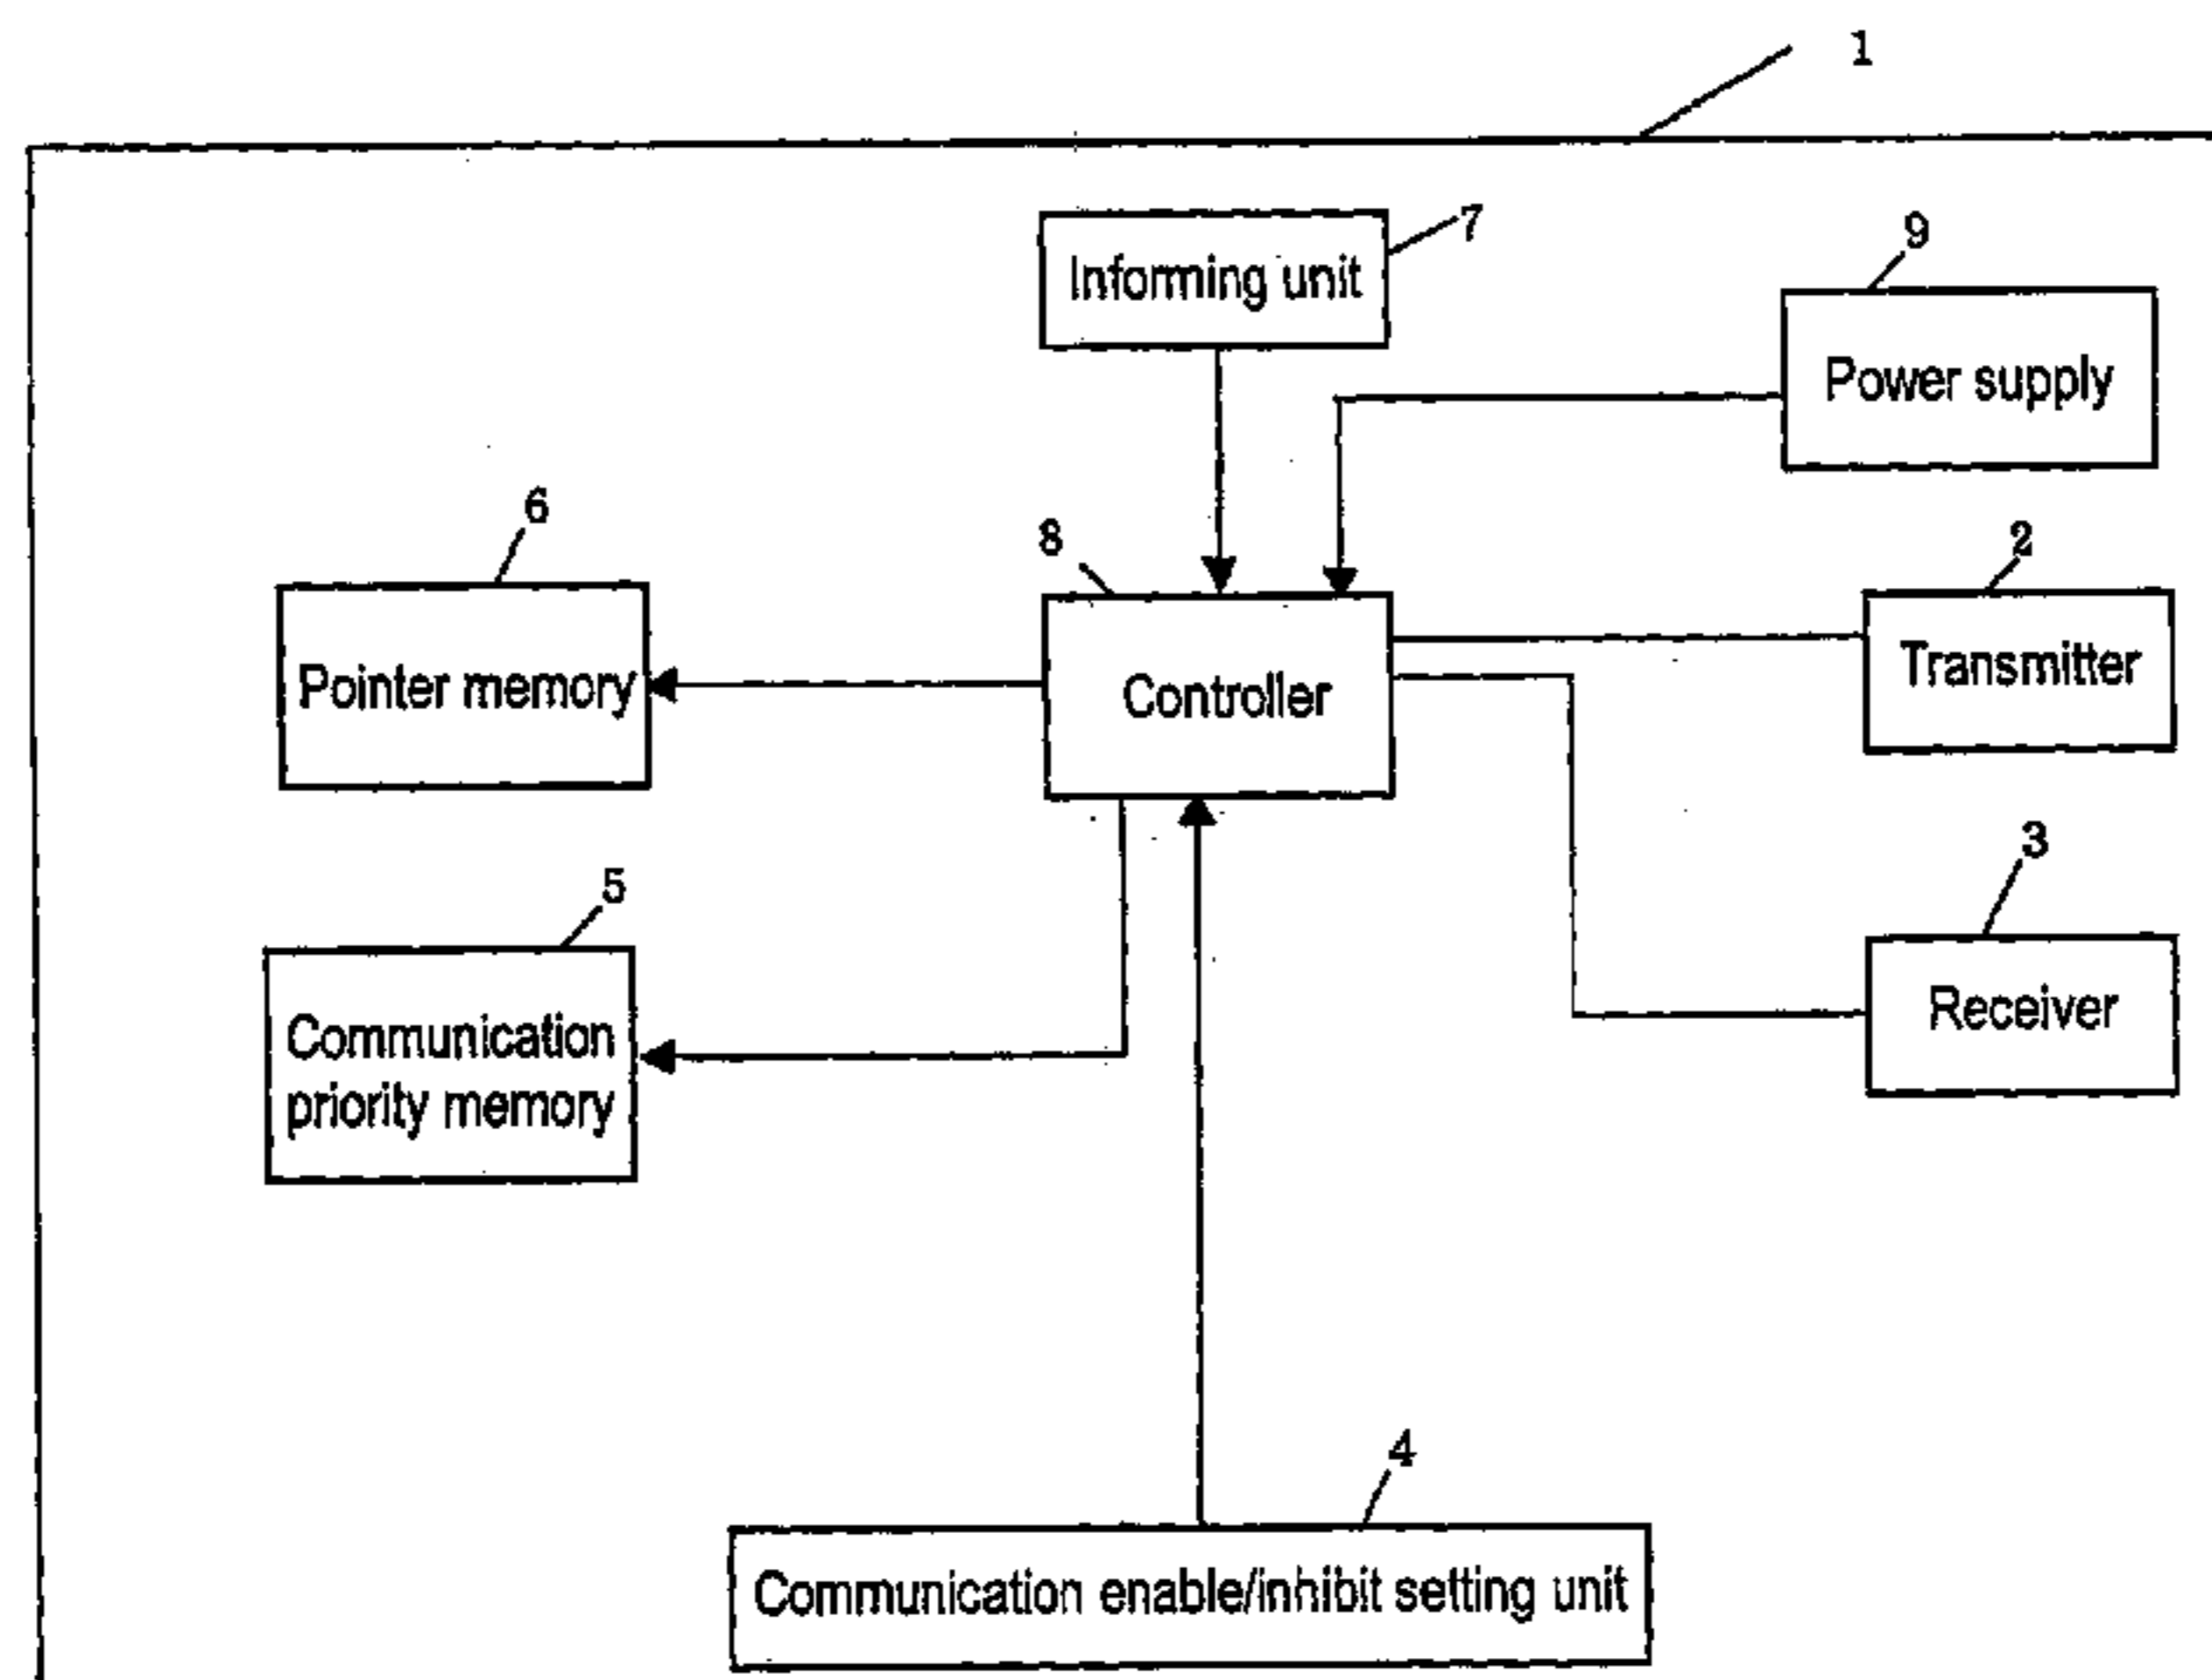 1
7
Informing unit
9
Power supply
6
Pointer memory
8
Controller
2
Transmitter
5
Communication
priority memory
3
Receiver
4
Communication enable/inhibit setting unit